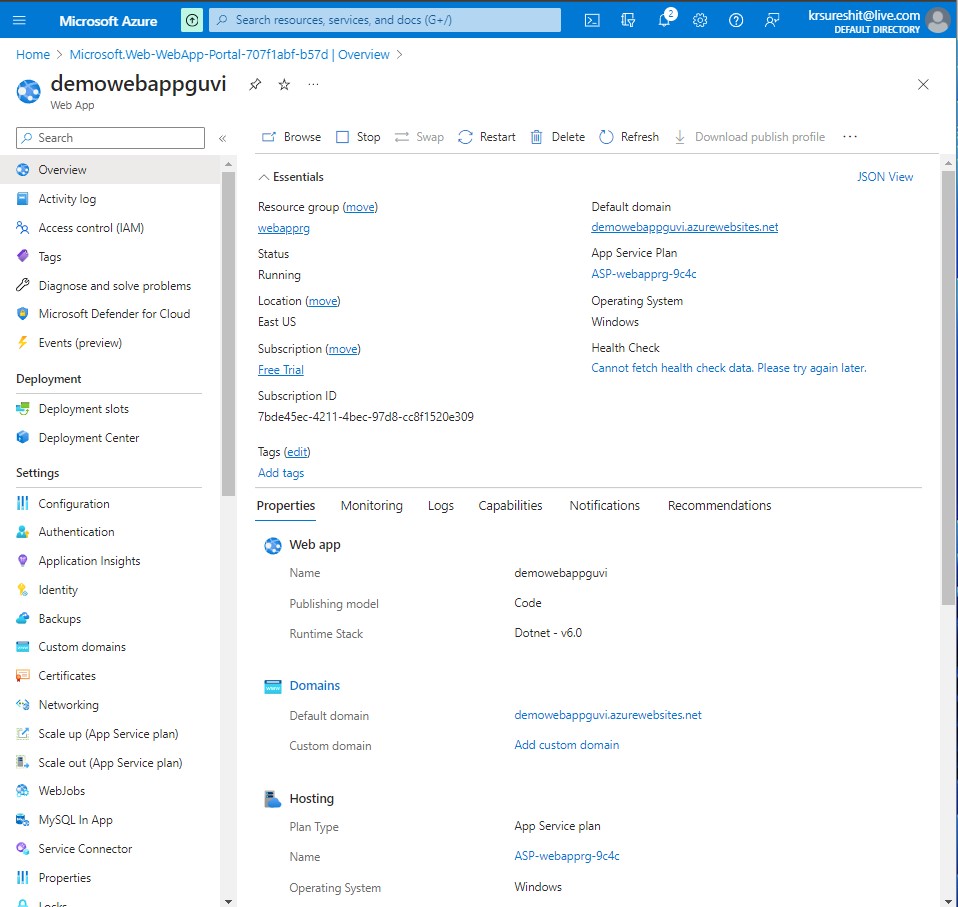 Microsoft Azure
Search resources, services, and docs (G+/)
2
krsureshit@live.com
DEFAULT DIRECTORY
Home > Microsoft.Web-WebApp-Portal-707f1abf-b57d | Overview >
demowebappguvi
Web App
Search
Overview
Activity log
Access control (IAM)
Tags
Diagnose and solve problems
Microsoft Defender for Cloud
Events (preview)
Deployment
Deployment slots
Deployment Center
Settings
Configuration
Authentication
Application Insights
Identity
Backups
Custom domains
Certificates
Networking
Scale up (App Service plan)
Scale out (App Service plan)
WebJobs
MySQL In App
Service Connector
Properties
Locks
Browse Stop Swap Restart Delete Refresh Download publish profile
Essentials
JSON View
Resource group (move)
webapprg
Status
Running
Location (move)
East US
Subscription (move)
Free Trial
Subscription ID
7bde45ec-4211-4bec-97d8-cc8f1520e309
Default domain
demowebappguvi.azurewebsites.net
App Service Plan
ASP-webapprg-9c4c
Operating System
Windows
Health Check
Cannot fetch health check data. Please try again later.
Tags (edit)
Add tags
Properties Monitoring Logs Capabilities Notifications Recommendations
Web app
Name demowebappguvi
Publishing model Code
Runtime Stack Dotnet - v6.0
Domains
Default domain demowebappguvi.azurewebsites.net
Custom domain Add custom domain
Hosting
Plan Type App Service plan
Name ASP-webapprg-9c4c
Operating System Windows